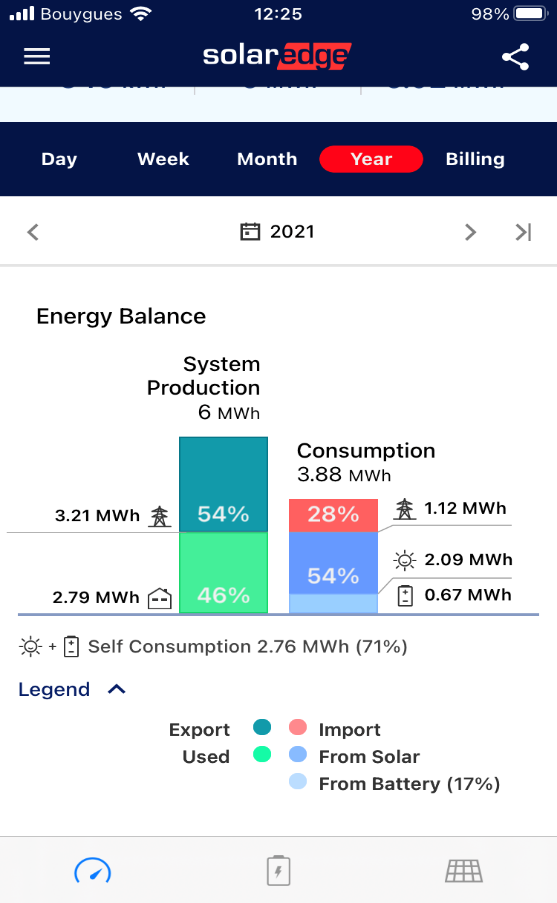 Bouygues 12:25 98%
solaredge
Day Week Month Year Billing
2021
Energy Balance
System
Production
6 MWh
Consumption
3.88 MWh
3.21 MWh 54% 28% 1.12 MWh
54% 2.09 MWh
2.79 MWh 46% 0.67 MWh
+ Self Consumption 2.76 MWh (71%)
Legend
Export Import
Used From Solar
From Battery (17%)